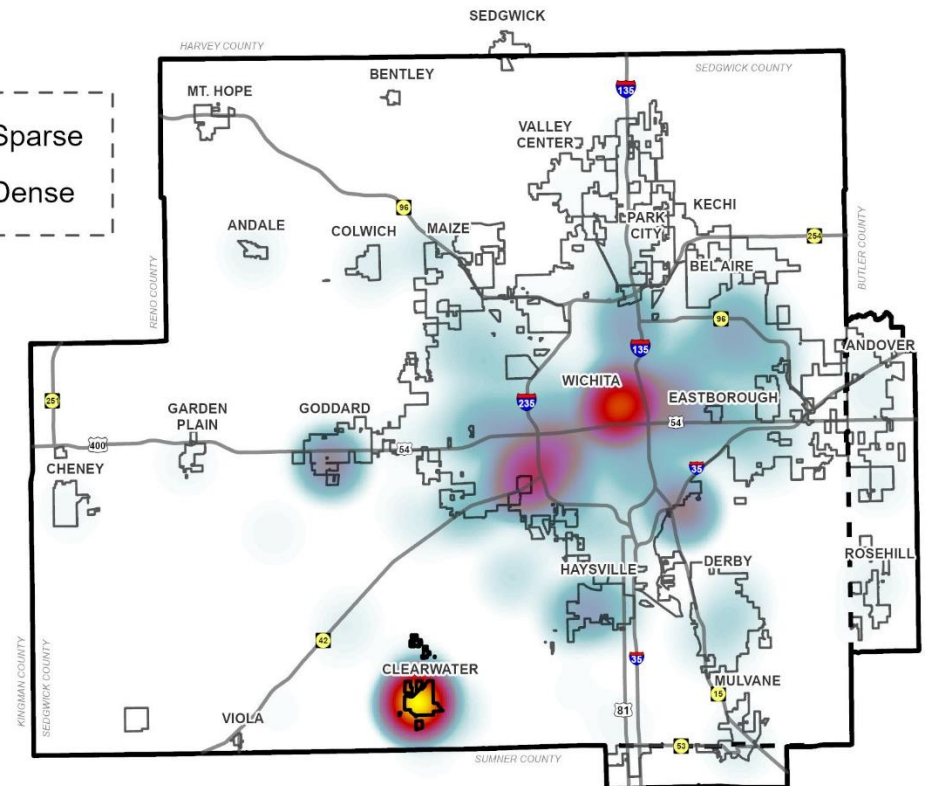 SEDGWICK
HARVEY COUNTY
SEDGWICK COUNTY
BENTLEY
MT. HOPE
135
Sparse
Dense
VALLEY
CENTER
96
ANDALE
COLWICH
MAIZE
PARK
CITY
KECHI
254
BEL AIRE
RENO COUNTY
BUTLER COUNTY
96
135
ANDOVER
WICHITA
EASTBOROUGH
251
235
GARDEN
PLAIN
GODDARD
54
400
54
CHENEY
35
HAYSVILLE
DERBY
ROSEHILL
42
KINGMAN COUNTY
SEDGWICK COUNTY
35
CLEARWATER
MULVANE
15
81
VIOLA
53
SUMNER COUNTY